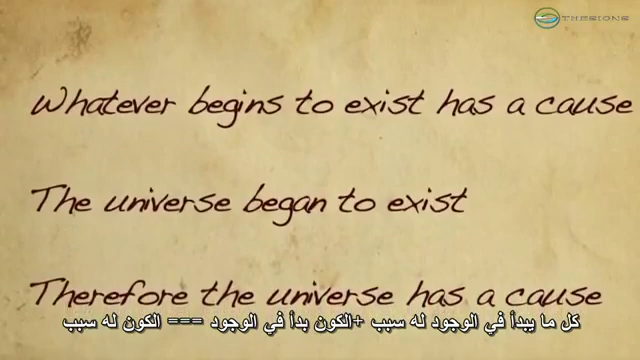 THESIGNS
Whatever begins to exist has a cause
The universe began to exist
Therefore the universe has a cause
كل ما يبدأ في الوجود له سبب +الكون بدأ في الوجود === الكون له سبب